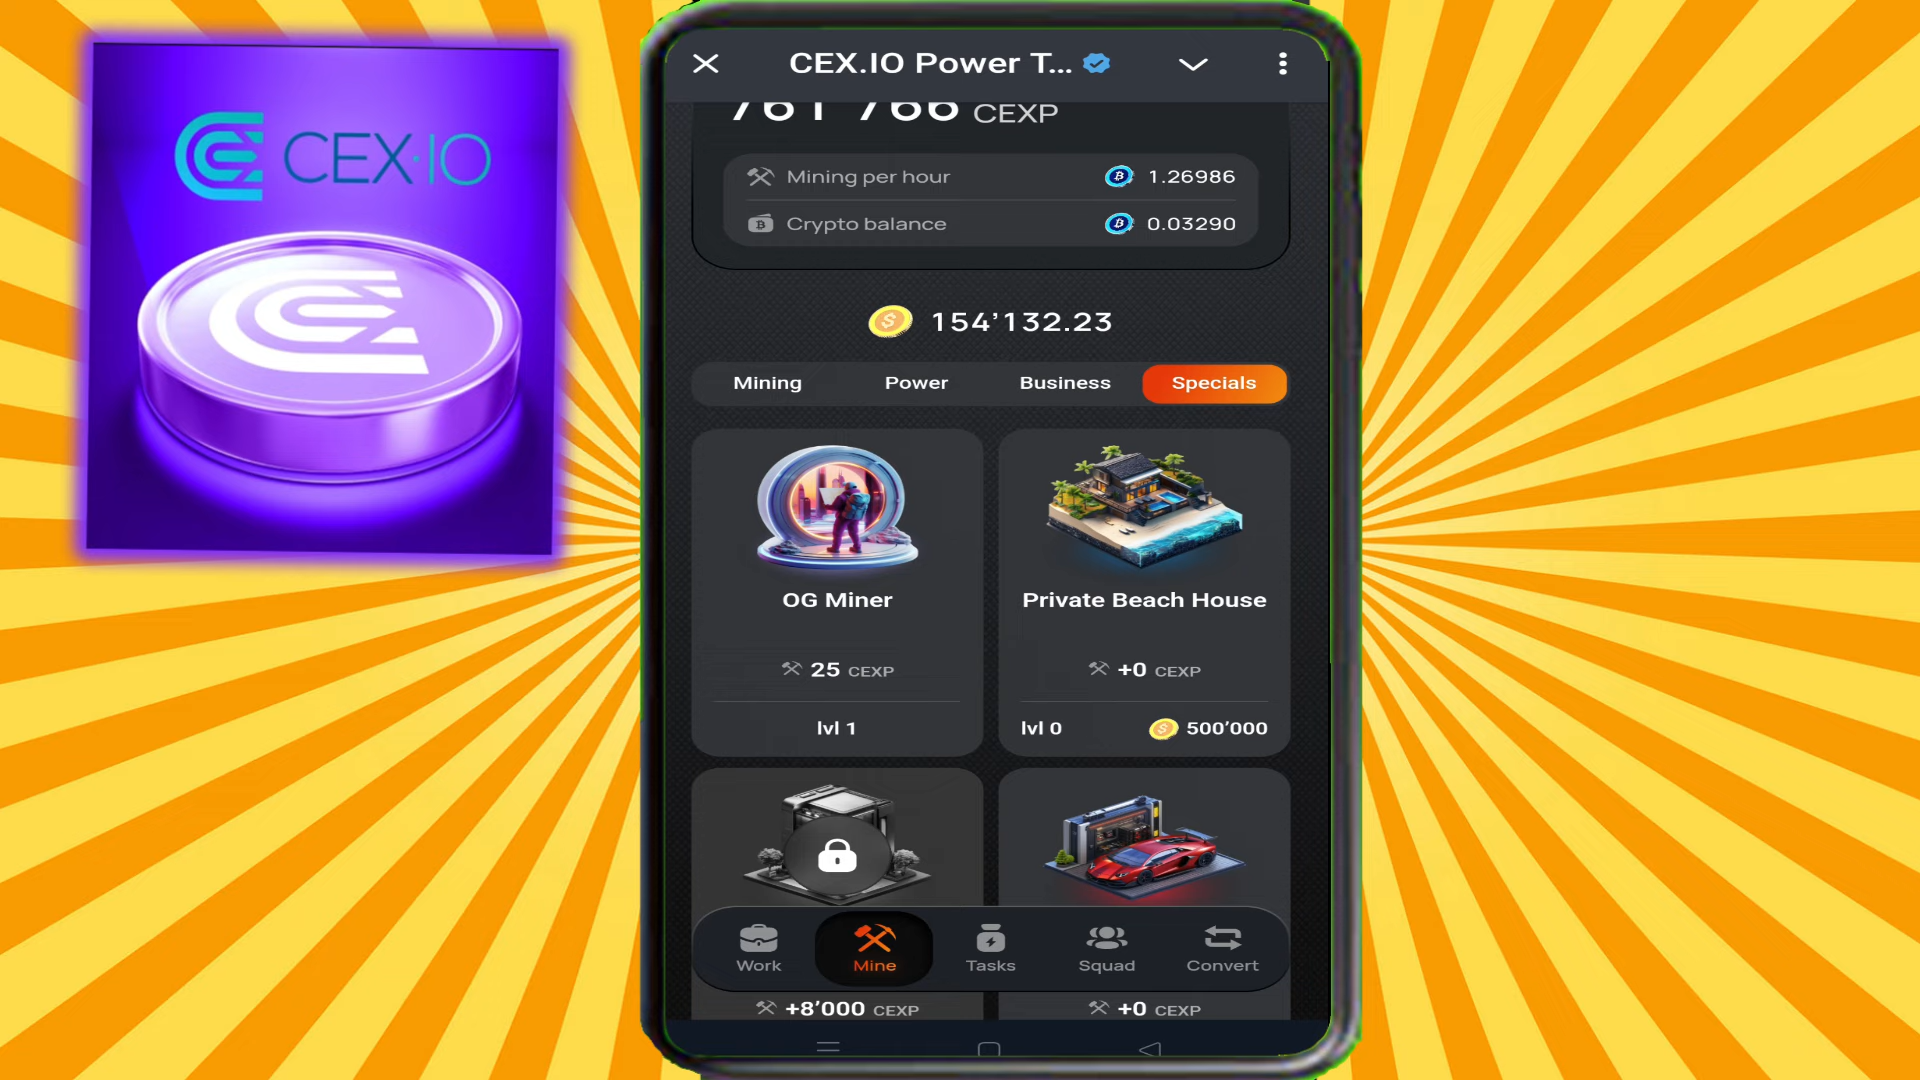 CEX·IO
CEX.IO Power T...
761 766 CEXP
Mining per hour 1.26986
Crypto balance 0.03290
154’132.23
Mining Power Business Specials
OG Miner
25 CEXP
lvl 1
Private Beach House
+0 CEXP
lvl 0 500’000
Work Mine Tasks Squad Convert
+8’000 CEXP
+0 CEXP